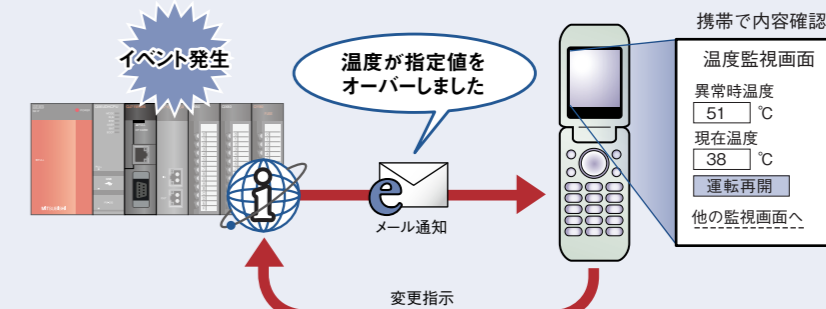 イベント発生
温度が指定値を
オーバーしました
メール通知
変更指示
携帯で内容確認
温度監視画面
異常時温度
51 ℃
現在温度
38 ℃
運転再開
他の監視画面へ